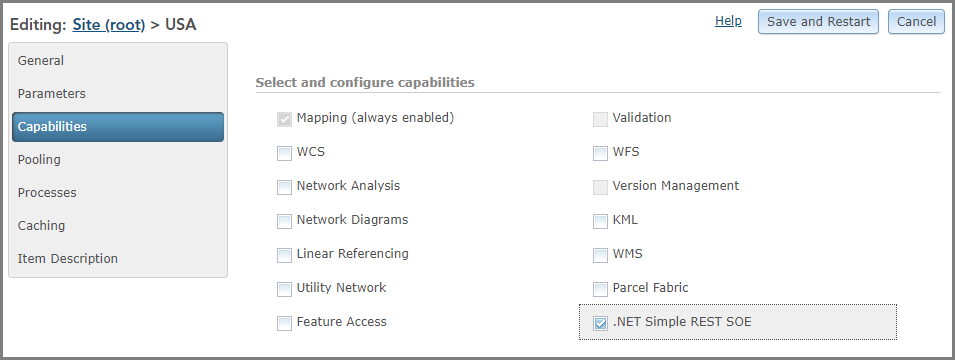 Editing: Site (root) > USA
Help
Save and Restart
Cancel
General
Parameters
Capabilities
Pooling
Processes
Caching
Item Description
Select and configure capabilities
Mapping (always enabled)
Validation
WCS
WFS
Network Analysis
Version Management
Network Diagrams
KML
Linear Referencing
WMS
Utility Network
Parcel Fabric
Feature Access
.NET Simple REST SOE